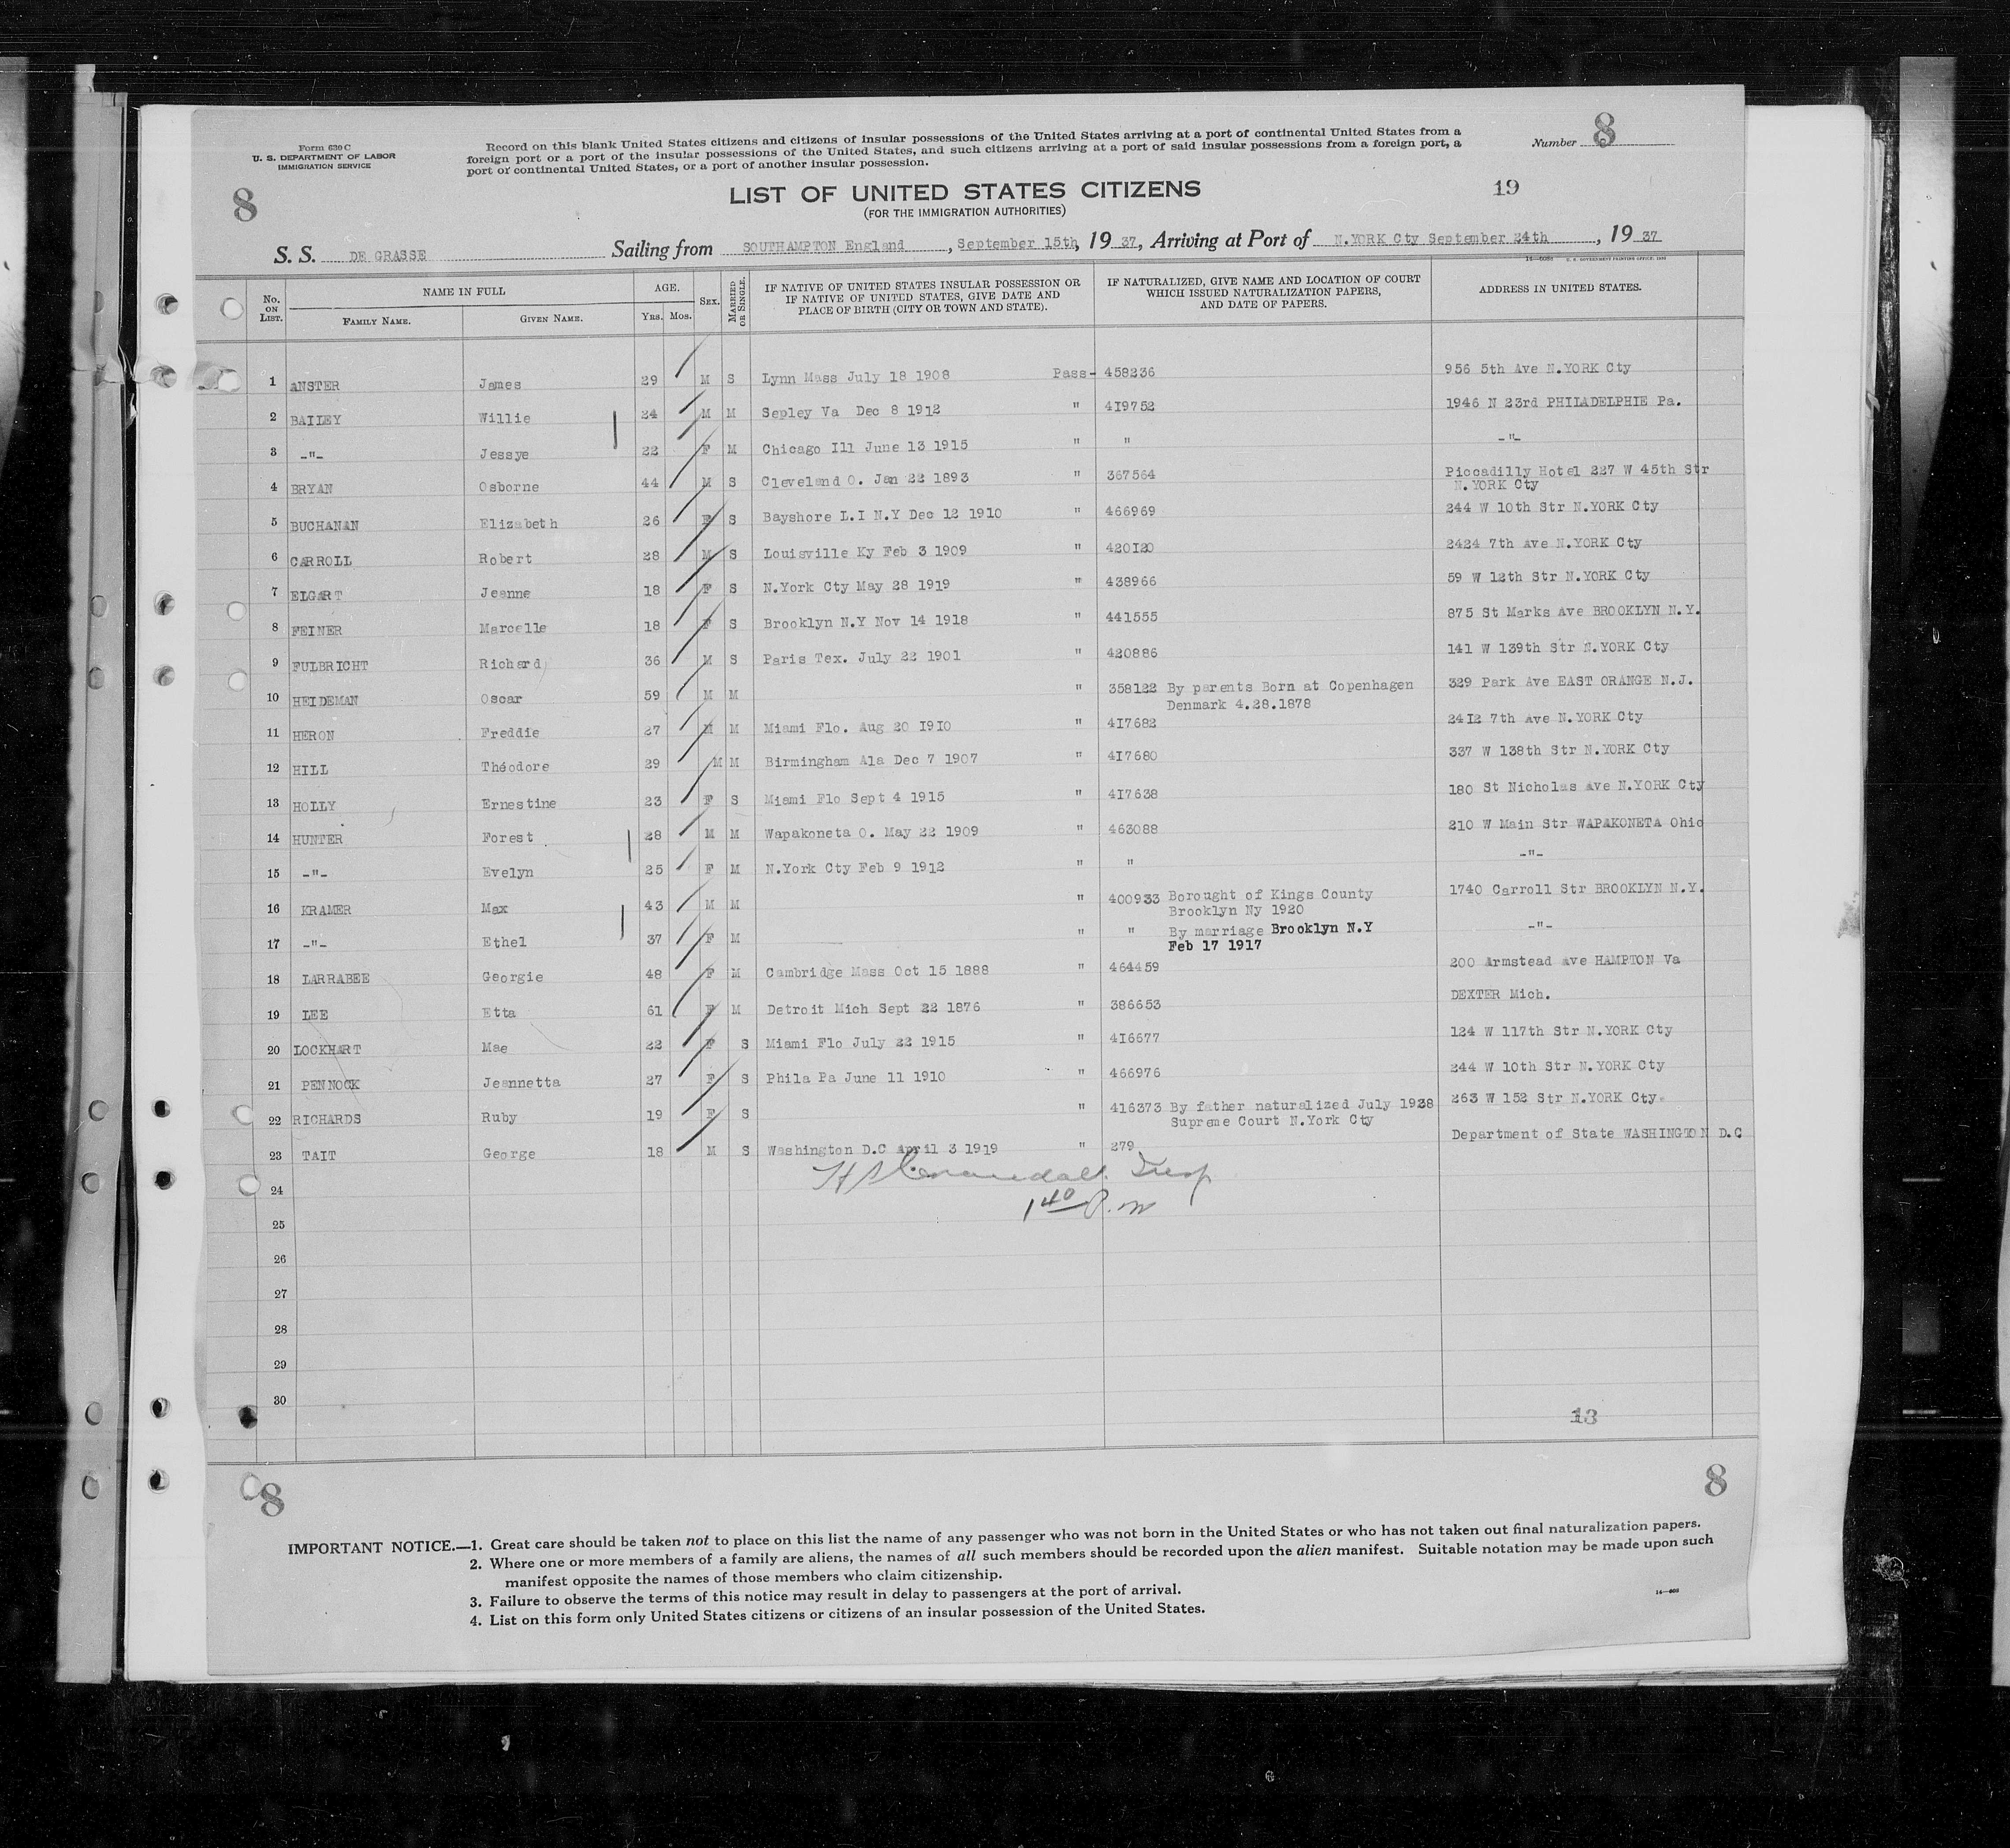 Form 630 C
U. S. DEPARTMENT OF LABOR
IMMIGRATION SERVICE
Record on this blank United States citizens and citizens of insular possessions of the United States arriving at a port of continental United States from a
foreign port or a port of the insular possessions of the United States, and such citizens arriving at a port of said insular possessions from a foreign port, a
port of continental United States, or a port of another insular possession.
Number 8
8
LIST OF UNITED STATES CITIZENS
19
(FOR THE IMMIGRATION AUTHORITIES)
S. S. DE GRASSE Sailing from SOUTHAMPTON England, September 15th, 19 37, Arriving at Port of N.YORK Cty September 24th, 19 37
No. ON LIST. NAME IN FULL FAMILY NAME. GIVEN NAME. AGE. YRS. MOS. SEX. MARRIED OR SINGLE. IF NATIVE OF UNITED STATES INSULAR POSSESSION OR IF NATIVE OF UNITED STATES, GIVE DATE AND PLACE OF BIRTH (CITY OR TOWN AND STATE). IF NATURALIZED, GIVE NAME AND LOCATION OF COURT WHICH ISSUED NATURALIZATION PAPERS, AND DATE OF PAPERS. ADDRESS IN UNITED STATES.
1 ANSTER James 29 M S Lynn Mass July 18 1908 Pass- 458236 956 5th Ave N.YORK Cty
2 BAILEY Willie 24 M M Sepley Va Dec 8 1912 " 419752 1946 N 23rd PHILADELPHIE Pa.
3 -"- Jessye 22 F M Chicago Ill June 13 1915 " " -"-
4 BRYAN Osborne 44 M S Cleveland O. Jan 22 1893 " 367564 Piccadilly Hotel 227 W 45th Str
N.YORK Cty
5 BUCHANAN Elizabeth 26 F S Bayshore L.I N.Y Dec 12 1910 " 466969 244 W 10th Str N.YORK Cty
6 CARROLL Robert 28 M S Louisville Ky Feb 3 1909 " 420120 2424 7th Ave N.YORK Cty
7 ELGART Jeanne 18 F S N.York Cty May 28 1919 " 438966 59 W 12th Str N.YORK Cty
8 FEINER Marcelle 18 F S Brooklyn N.Y Nov 14 1918 " 441555 875 St Marks Ave BROOKLYN N.Y.
9 FULBRICHT Richard 36 M S Paris Tex. July 22 1901 " 420886 141 W 139th Str N.YORK Cty
10 HEIDEMAN Oscar 59 M M " 358122 By parents Born at Copenhagen 329 Park Ave EAST ORANGE N.J.
Denmark 4.28.1878
11 HERON Freddie 27 M M Miami Flo. Aug 20 1910 " 417682 2412 7th Ave N.YORK Cty
12 HILL Théodore 29 M M Birmingham Ala Dec 7 1907 " 417680 337 W 138th Str N.YORK Cty
13 HOLLY Ernestine 23 F S Miami Flo Sept 4 1915 " 417638 180 St Nicholas Ave N.YORK Cty
14 HUNTER Forest 28 M M Wapakoneta O. May 22 1909 " 463088 210 W Main Str WAPAKONETA Ohio
15 -"- Evelyn 25 F M N.York Cty Feb 9 1912 " " -"-
16 KRAMER Max 43 M M " 400933 Borought of Kings County 1740 Carroll Str BROOKLYN N.Y.
Brooklyn Ny 1920
17 -"- Ethel 37 F M " " By marriage Brooklyn N.Y -"-
Feb 17 1917
18 LARRABEE Georgie 48 F M Cambridge Mass Oct 15 1888 " 464459 200 Armstead Ave HAMPTON Va
19 LEE Etta 61 F M Detroit Mich Sept 22 1876 " 386653 DEXTER Mich.
20 LOCKHART Mae 22 F S Miami Flo July 22 1915 " 416677 124 W 117th Str N.YORK Cty
21 PENNOCK Jeannetta 27 F S Phila Pa June 11 1910 " 466976 244 W 10th Str N.YORK Cty
22 RICHARDS Ruby 19 F S " 416373 By father naturalized July 1928 263 W 152 Str N.YORK Cty.
Supreme Court N.York Cty
23 TAIT George 18 M S Washington D.C April 3 1919 " 279 Department of State WASHINGTON D.C
24
Insp
25
1 40 P.m
26
27
28
29
30
13
8
8
IMPORTANT NOTICE.—1. Great care should be taken not to place on this list the name of any passenger who was not born in the United States or who has not taken out final naturalization papers.
2. Where one or more members of a family are aliens, the names of all such members should be recorded upon the alien manifest. Suitable notation may be made upon such
manifest opposite the names of those members who claim citizenship.
3. Failure to observe the terms of this notice may result in delay to passengers at the port of arrival.
4. List on this form only United States citizens or citizens of an insular possession of the United States.